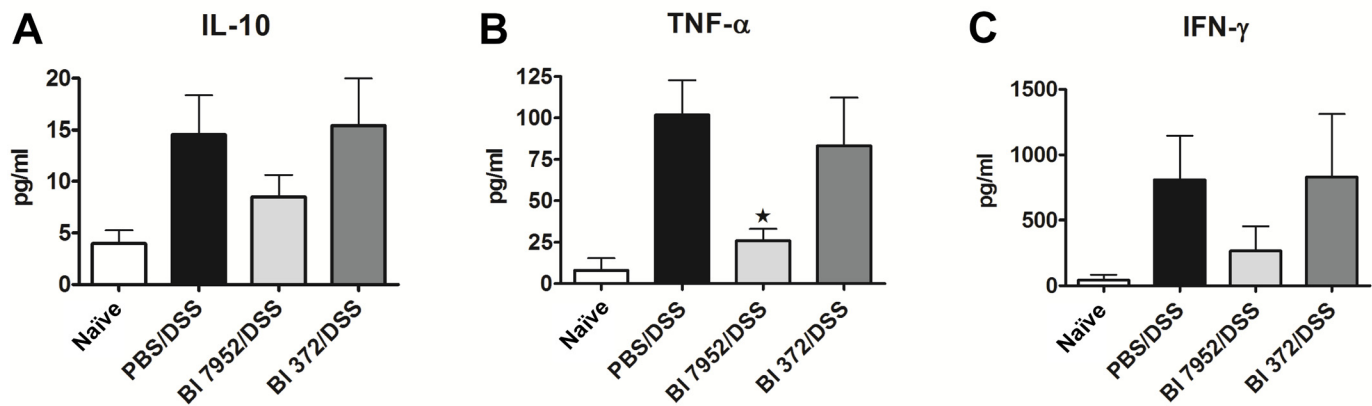 A
IL-10
pg/ml
20
15
10
5
0
Naïve
PBS/DSS
BI 7952/DSS
BI 372/DSS
B
TNF-α
pg/ml
125
100
75
50
25
0
★
Naïve
PBS/DSS
BI 7952/DSS
BI 372/DSS
C
IFN-γ
pg/ml
1500
1000
500
0
Naïve
PBS/DSS
BI 7952/DSS
BI 372/DSS